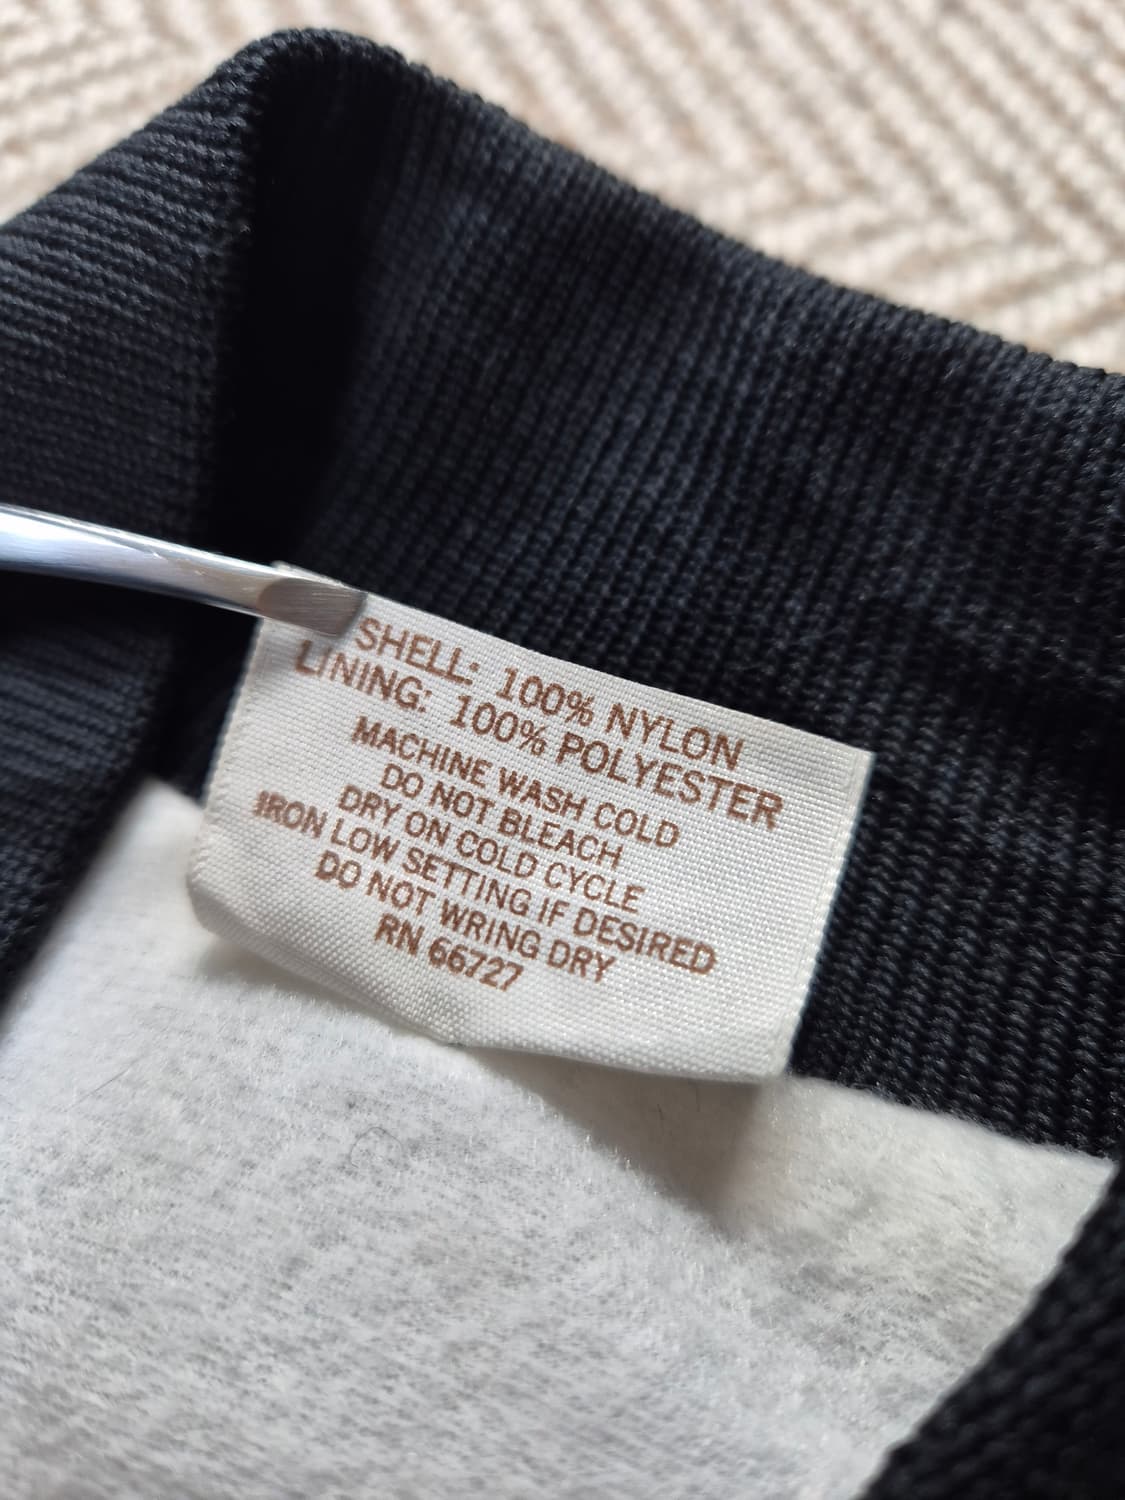 SHELL: 100% NYLON
LINING: 100% POLYESTER
MACHINE WASH COLD
DO NOT BLEACH
DRY ON COLD CYCLE
IRON LOW SETTING IF DESIRED
DO NOT WRING DRY
RN 66727